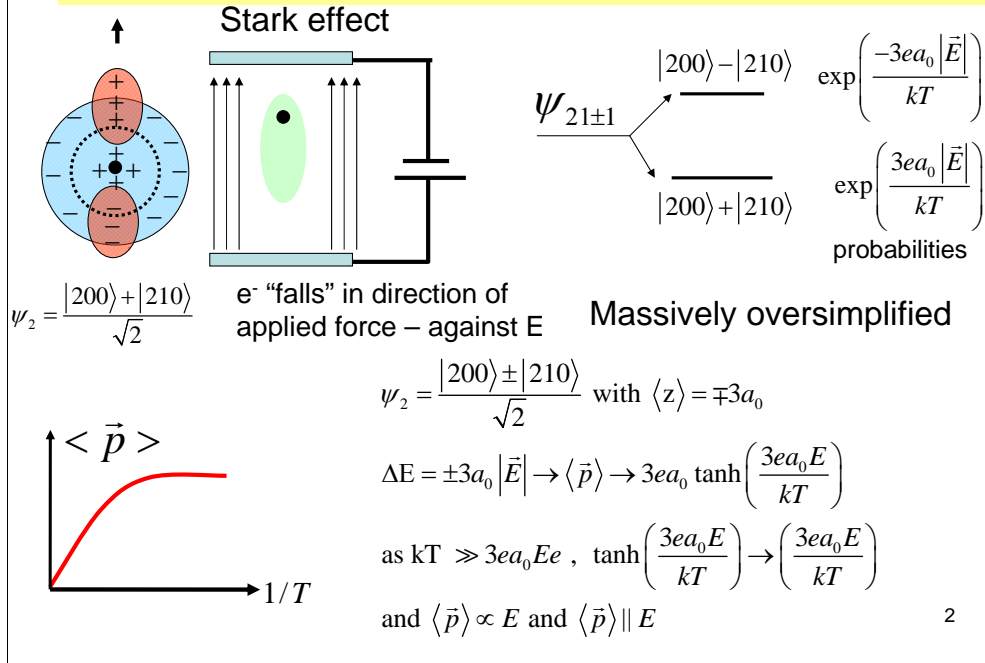 Stark effect
+
+
+
+
+
+
+
−
−
−
−
−
−
−
−
−
−
−
ψ₂ = (|200⟩+|210⟩)/√2
e⁻ “falls” in direction of
applied force – against E
ψ₂₁±₁
|200⟩−|210⟩
exp(−3ea₀|E⃗|/kT)
|200⟩+|210⟩
exp(3ea₀|E⃗|/kT)
probabilities
Massively oversimplified
ψ₂ = (|200⟩±|210⟩)/√2 with ⟨z⟩ = ∓3a₀
ΔE = ±3a₀|E⃗| → ⟨p⃗⟩ → 3ea₀ tanh(3ea₀E/kT)
as kT ≫ 3ea₀Ee , tanh(3ea₀E/kT) → (3ea₀E/kT)
and ⟨p⃗⟩ ∝ E and ⟨p⃗⟩ || E
< p⃗ >
1/T
2